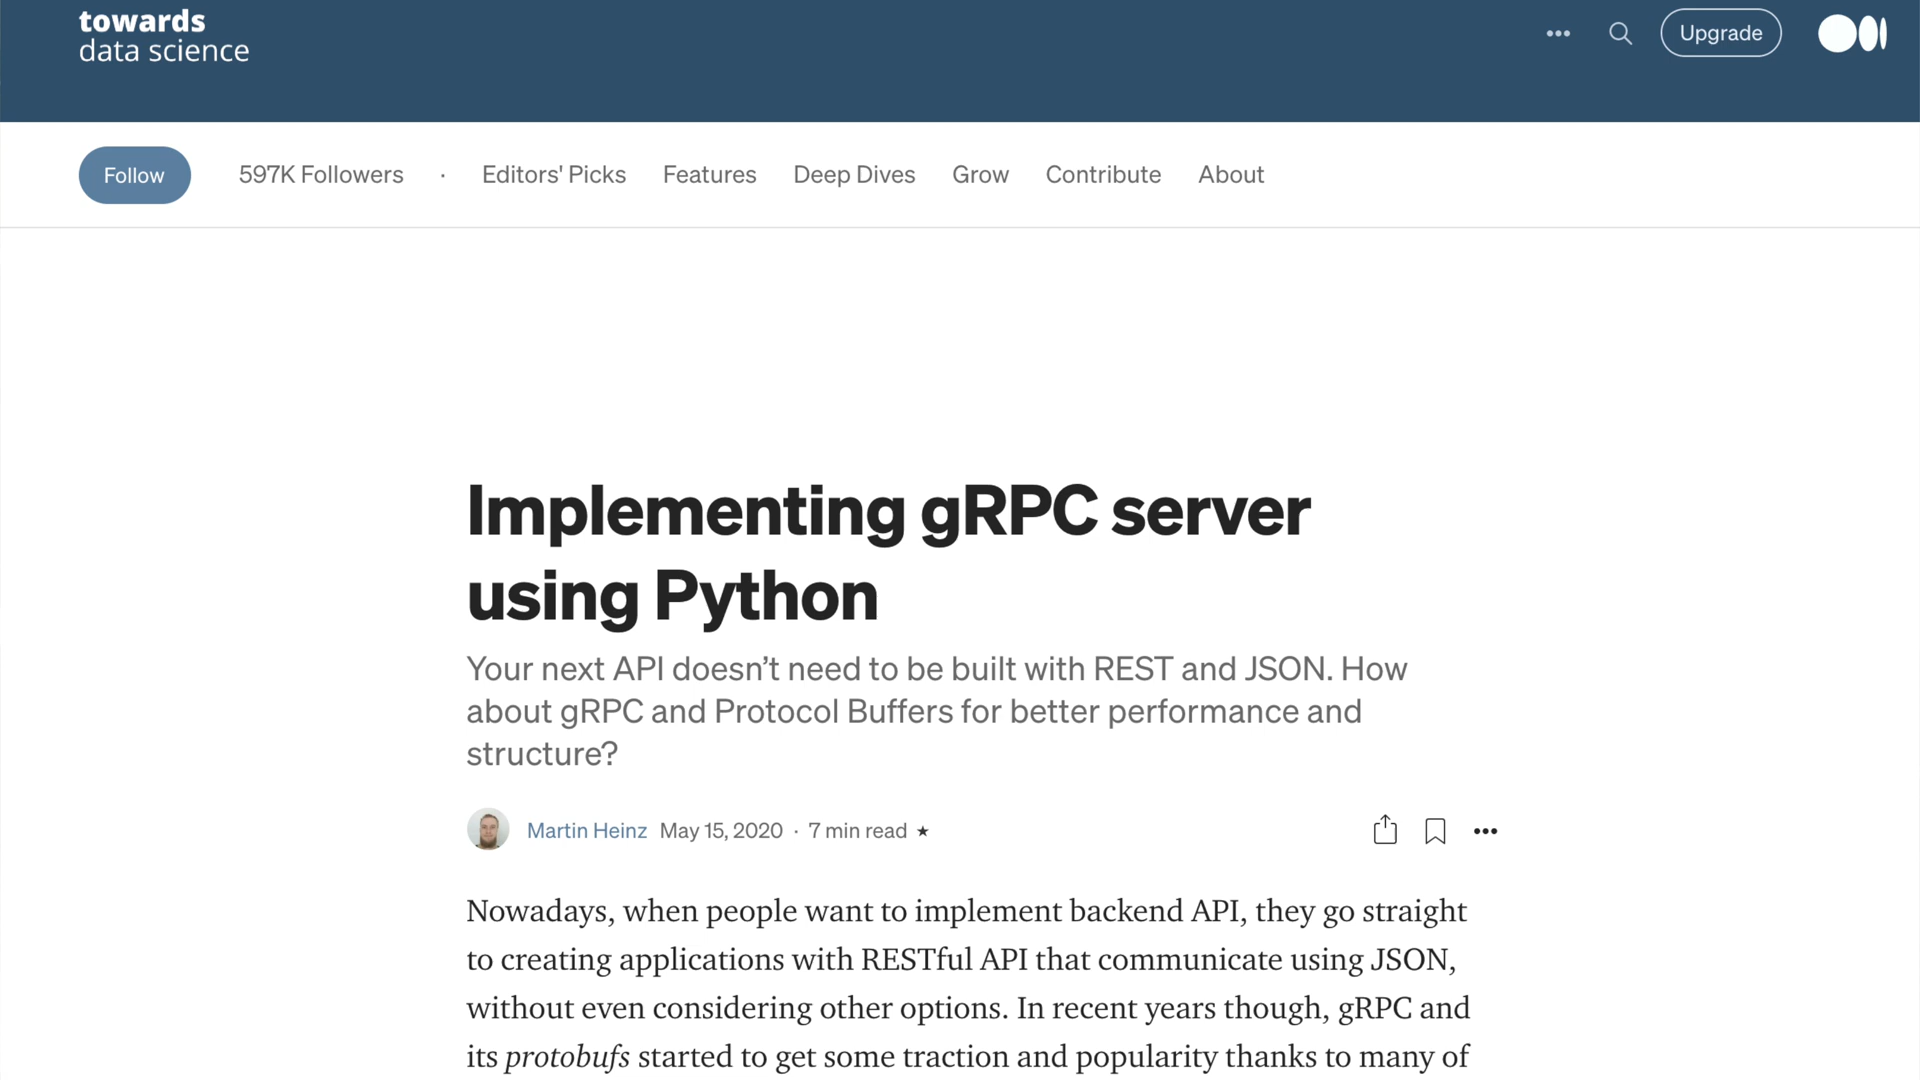 towards
data science
Upgrade
Follow
597K Followers · Editors' Picks Features Deep Dives Grow Contribute About
Implementing gRPC server
using Python
Your next API doesn’t need to be built with REST and JSON. How
about gRPC and Protocol Buffers for better performance and
structure?
Martin Heinz May 15, 2020 · 7 min read ★
Nowadays, when people want to implement backend API, they go straight
to creating applications with RESTful API that communicate using JSON,
without even considering other options. In recent years though, gRPC and
its protobufs started to get some traction and popularity thanks to many of